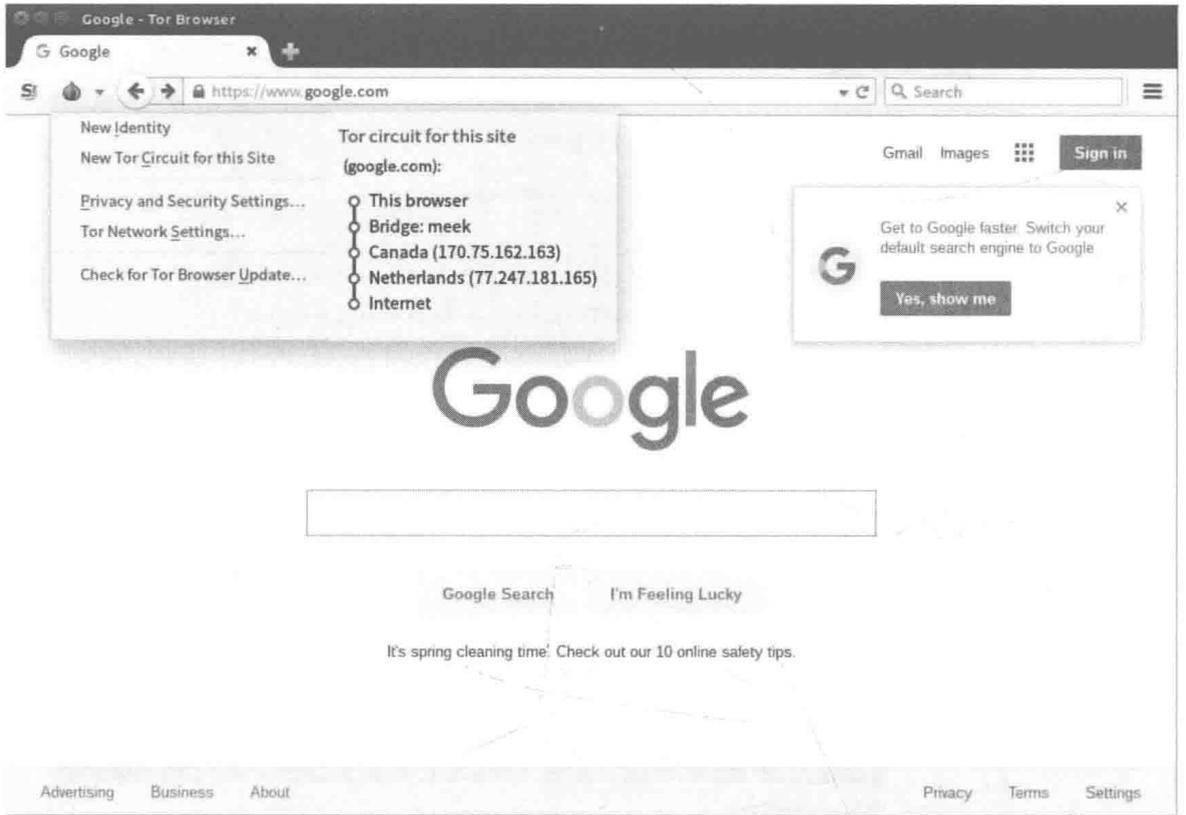 Google - Tor Browser
Google
https://www.google.com
Search
New Identity
New Tor Circuit for this Site
Privacy and Security Settings...
Tor Network Settings...
Check for Tor Browser Update...
Tor circuit for this site
(google.com):
This browser
Bridge: meek
Canada (170.75.162.163)
Netherlands (77.247.181.165)
Internet
Gmail Images
Sign in
Get to Google faster. Switch your
default search engine to Google
Yes, show me
Google
Google Search I'm Feeling Lucky
It's spring cleaning time. Check out our 10 online safety tips.
Advertising Business About
Privacy Terms Settings